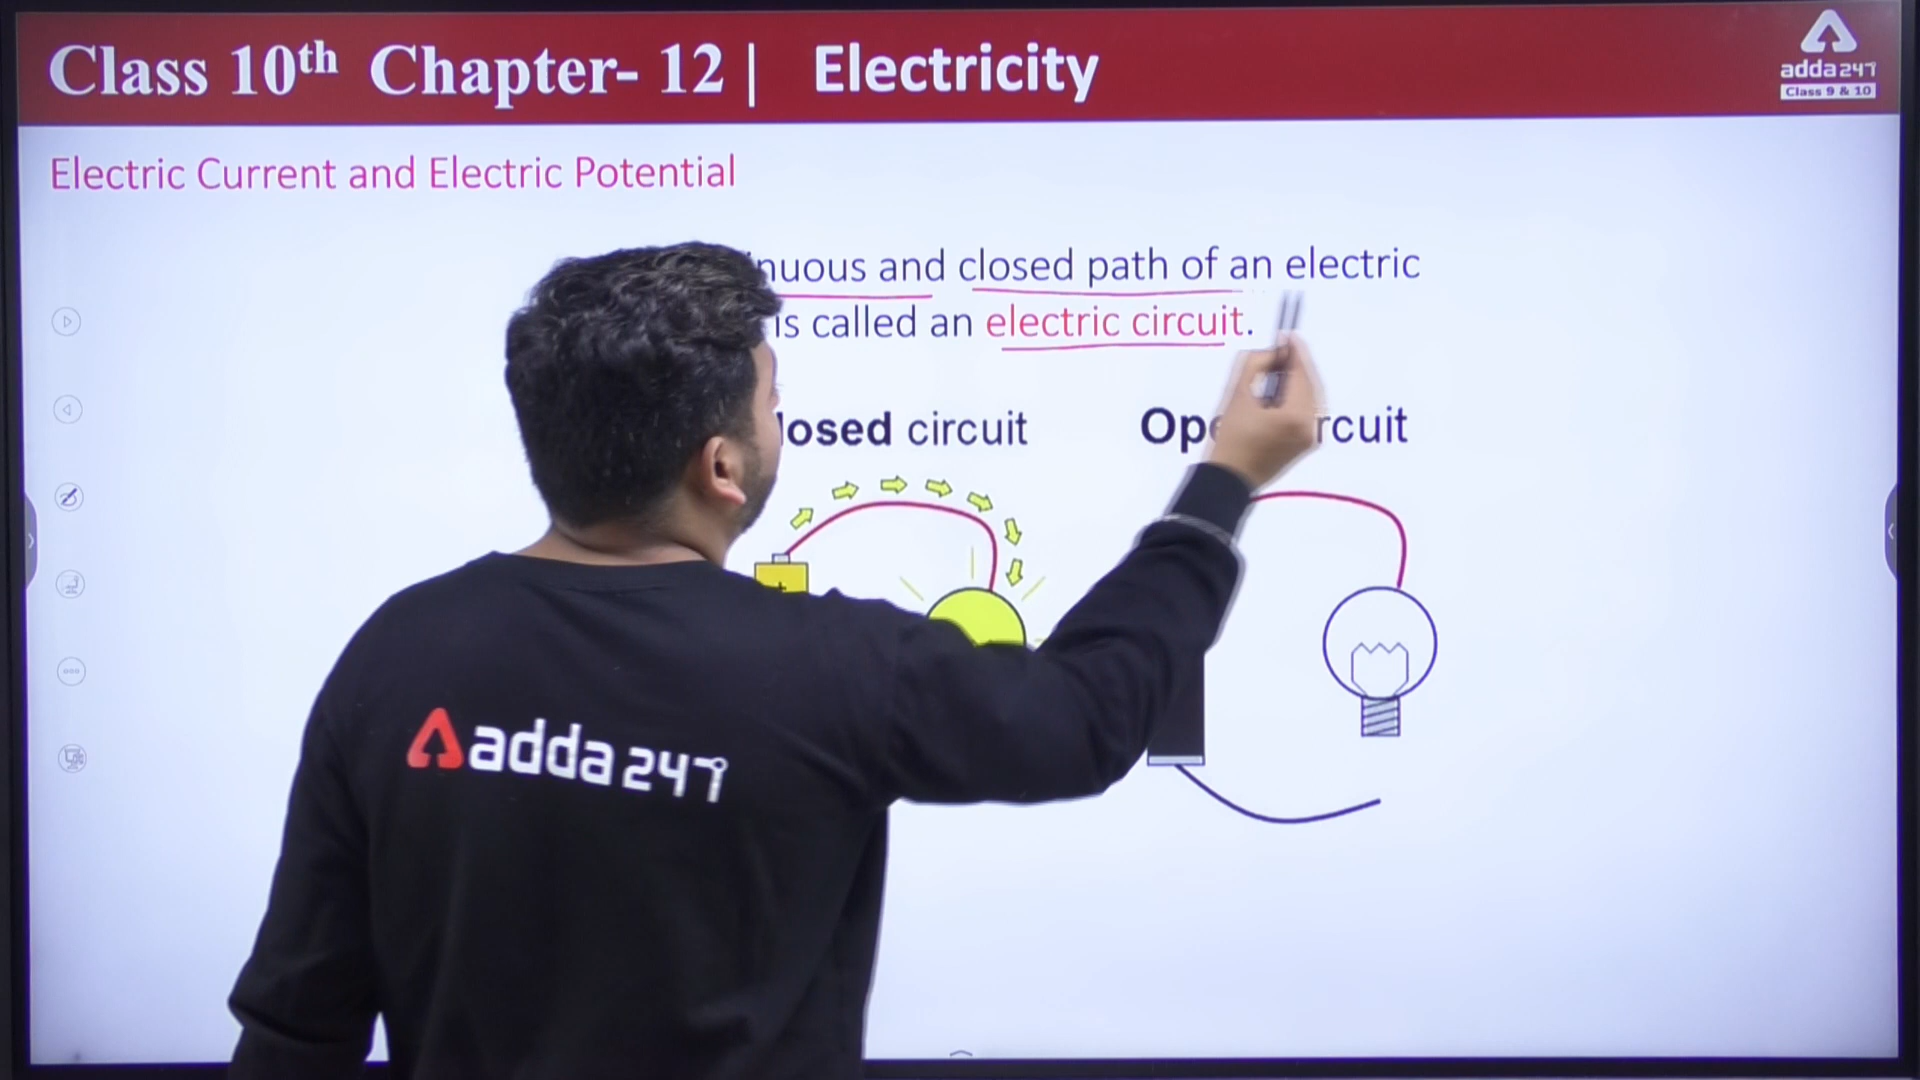 Class 10th Chapter- 12 | Electricity
adda247
Class 9 & 10
Electric Current and Electric Potential
nuous and closed path of an electric
is called an electric circuit.
losed circuit
Op rcuit
+
adda247